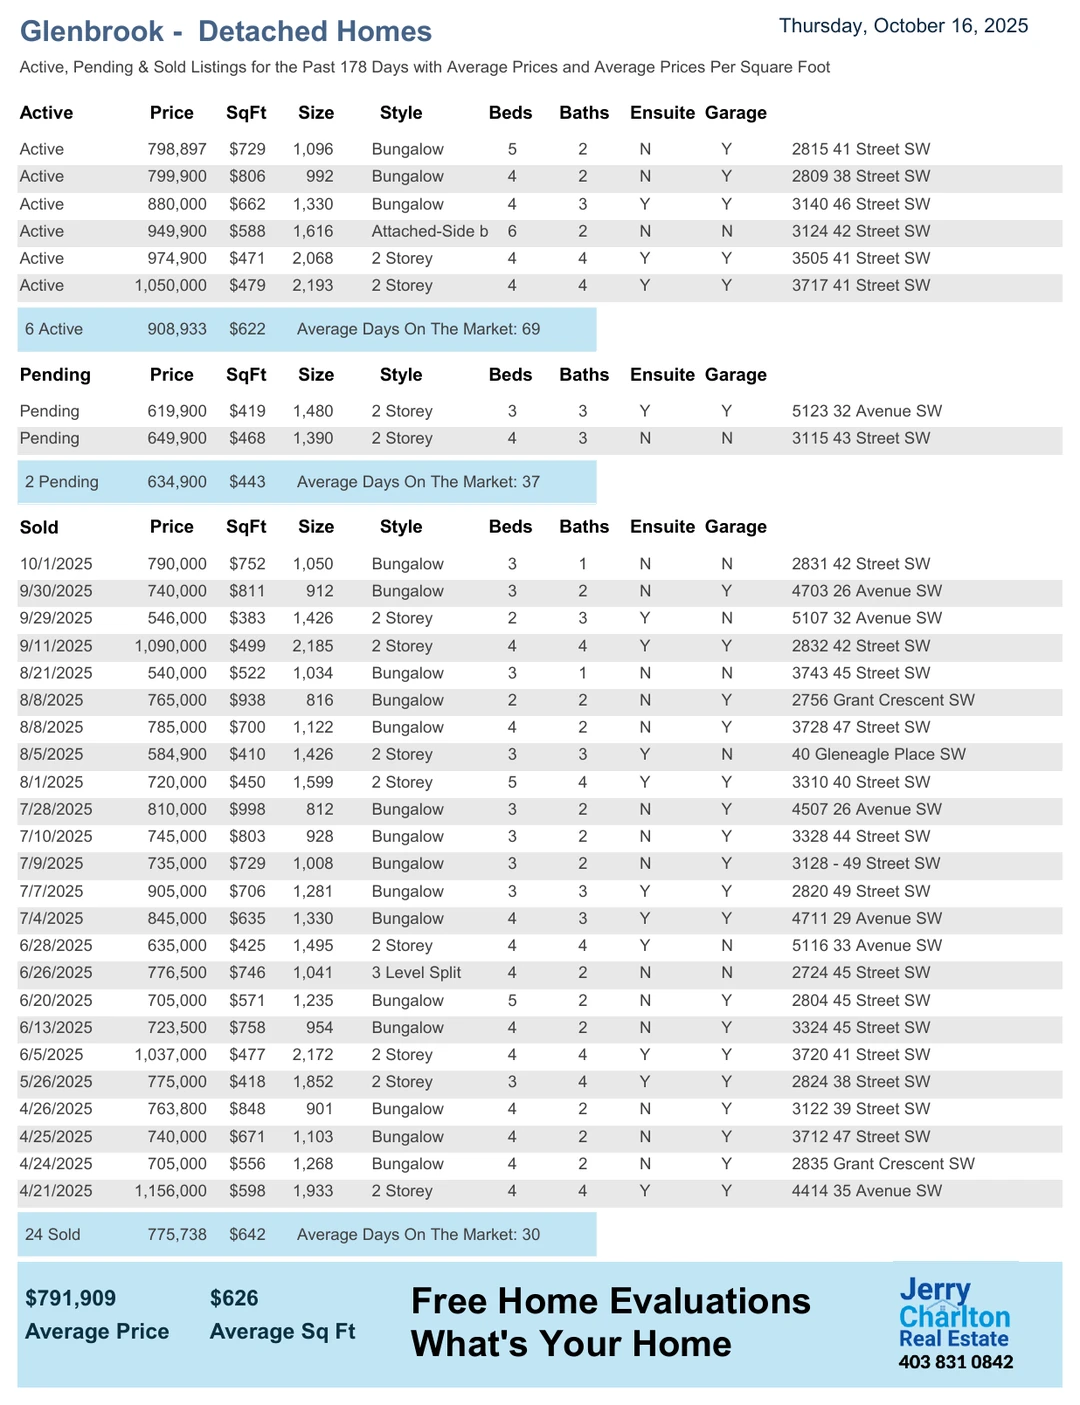 Glenbrook - Detached Homes
Thursday, October 16, 2025
Active, Pending & Sold Listings for the Past 178 Days with Average Prices and Average Prices Per Square Foot
Active Price SqFt Size Style Beds Baths Ensuite Garage
Active 798,897 $729 1,096 Bungalow 5 2 N Y 2815 41 Street SW
Active 799,900 $806 992 Bungalow 4 2 N Y 2809 38 Street SW
Active 880,000 $662 1,330 Bungalow 4 3 Y Y 3140 46 Street SW
Active 949,900 $588 1,616 Attached-Side b 6 2 N N 3124 42 Street SW
Active 974,900 $471 2,068 2 Storey 4 4 Y Y 3505 41 Street SW
Active 1,050,000 $479 2,193 2 Storey 4 4 Y Y 3717 41 Street SW
6 Active 908,933 $622 Average Days On The Market: 69
Pending Price SqFt Size Style Beds Baths Ensuite Garage
Pending 619,900 $419 1,480 2 Storey 3 3 Y Y 5123 32 Avenue SW
Pending 649,900 $468 1,390 2 Storey 4 3 N N 3115 43 Street SW
2 Pending 634,900 $443 Average Days On The Market: 37
Sold Price SqFt Size Style Beds Baths Ensuite Garage
10/1/2025 790,000 $752 1,050 Bungalow 3 1 N N 2831 42 Street SW
9/30/2025 740,000 $811 912 Bungalow 3 2 N Y 4703 26 Avenue SW
9/29/2025 546,000 $383 1,426 2 Storey 2 3 Y N 5107 32 Avenue SW
9/11/2025 1,090,000 $499 2,185 2 Storey 4 4 Y Y 2832 42 Street SW
8/21/2025 540,000 $522 1,034 Bungalow 3 1 N N 3743 45 Street SW
8/8/2025 765,000 $938 816 Bungalow 2 2 N Y 2756 Grant Crescent SW
8/8/2025 785,000 $700 1,122 Bungalow 4 2 N Y 3728 47 Street SW
8/5/2025 584,900 $410 1,426 2 Storey 3 3 Y N 40 Gleneagle Place SW
8/1/2025 720,000 $450 1,599 2 Storey 5 4 Y Y 3310 40 Street SW
7/28/2025 810,000 $998 812 Bungalow 3 2 N Y 4507 26 Avenue SW
7/10/2025 745,000 $803 928 Bungalow 3 2 N Y 3328 44 Street SW
7/9/2025 735,000 $729 1,008 Bungalow 3 2 N Y 3128 - 49 Street SW
7/7/2025 905,000 $706 1,281 Bungalow 3 3 Y Y 2820 49 Street SW
7/4/2025 845,000 $635 1,330 Bungalow 4 3 Y Y 4711 29 Avenue SW
6/28/2025 635,000 $425 1,495 2 Storey 4 4 Y N 5116 33 Avenue SW
6/26/2025 776,500 $746 1,041 3 Level Split 4 2 N N 2724 45 Street SW
6/20/2025 705,000 $571 1,235 Bungalow 5 2 N Y 2804 45 Street SW
6/13/2025 723,500 $758 954 Bungalow 4 2 N Y 3324 45 Street SW
6/5/2025 1,037,000 $477 2,172 2 Storey 4 4 Y Y 3720 41 Street SW
5/26/2025 775,000 $418 1,852 2 Storey 3 4 Y Y 2824 38 Street SW
4/26/2025 763,800 $848 901 Bungalow 4 2 N Y 3122 39 Street SW
4/25/2025 740,000 $671 1,103 Bungalow 4 2 N Y 3712 47 Street SW
4/24/2025 705,000 $556 1,268 Bungalow 4 2 N Y 2835 Grant Crescent SW
4/21/2025 1,156,000 $598 1,933 2 Storey 4 4 Y Y 4414 35 Avenue SW
24 Sold 775,738 $642 Average Days On The Market: 30
$791,909 $626
Average Price Average Sq Ft
Free Home Evaluations
What's Your Home
Jerry
Charlton
Real Estate
403 831 0842